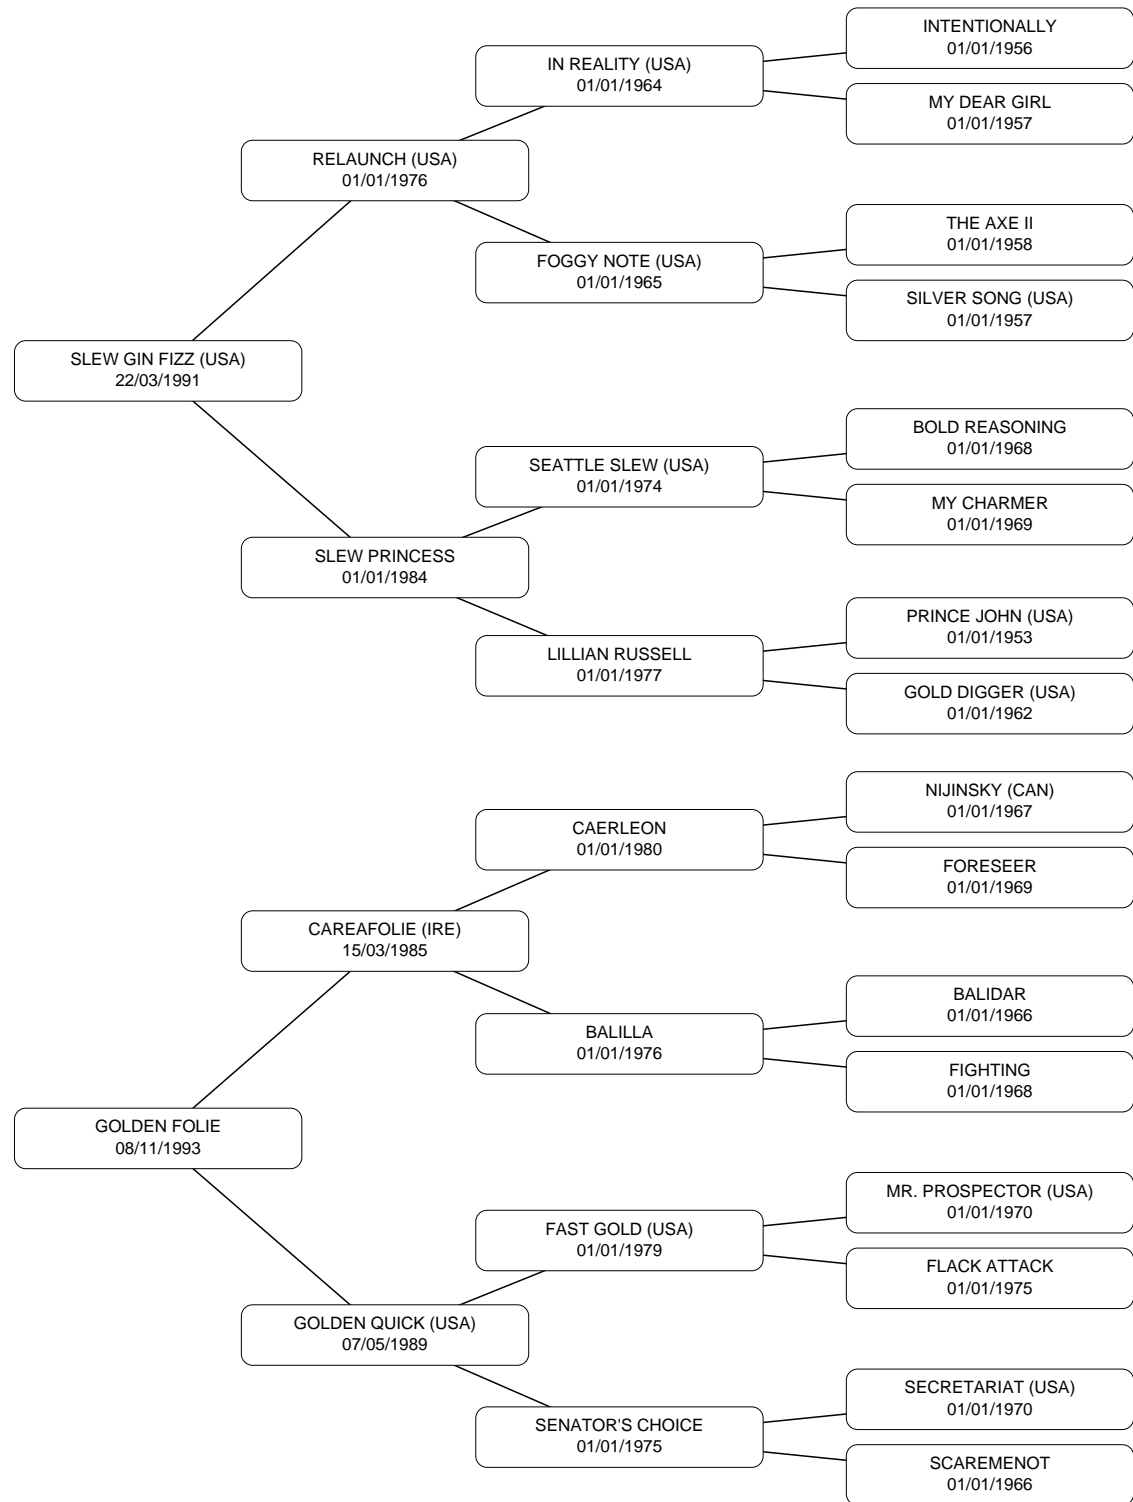 INTENTIONALLY
01/01/1956
IN REALITY (USA)
01/01/1964
MY DEAR GIRL
01/01/1957
RELAUNCH (USA)
01/01/1976
THE AXE II
01/01/1958
FOGGY NOTE (USA)
01/01/1965
SILVER SONG (USA)
01/01/1957
SLEW GIN FIZZ (USA)
22/03/1991
BOLD REASONING
01/01/1968
SEATTLE SLEW (USA)
01/01/1974
MY CHARMER
01/01/1969
SLEW PRINCESS
01/01/1984
PRINCE JOHN (USA)
01/01/1953
LILLIAN RUSSELL
01/01/1977
GOLD DIGGER (USA)
01/01/1962
NIJINSKY (CAN)
01/01/1967
CAERLEON
01/01/1980
FORESEER
01/01/1969
CAREAFOLIE (IRE)
15/03/1985
BALIDAR
01/01/1966
BALILLA
01/01/1976
FIGHTING
01/01/1968
GOLDEN FOLIE
08/11/1993
MR. PROSPECTOR (USA)
01/01/1970
FAST GOLD (USA)
01/01/1979
FLACK ATTACK
01/01/1975
GOLDEN QUICK (USA)
07/05/1989
SECRETARIAT (USA)
01/01/1970
SENATOR'S CHOICE
01/01/1975
SCAREMENOT
01/01/1966